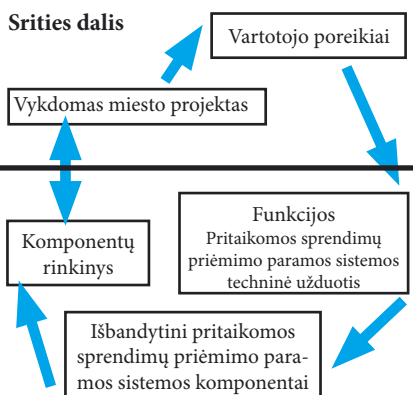 Srities dalis
Vartotojo poreikiai
Vykdomas miesto projektas
Funkcijos
Pritaikomos sprendimų
priėmimo paramos sistemos
techninė užduotis
Komponentų
rinkinys
Išbandytini pritaikomos
sprendimų priėmimo para-
mos sistemos komponentai